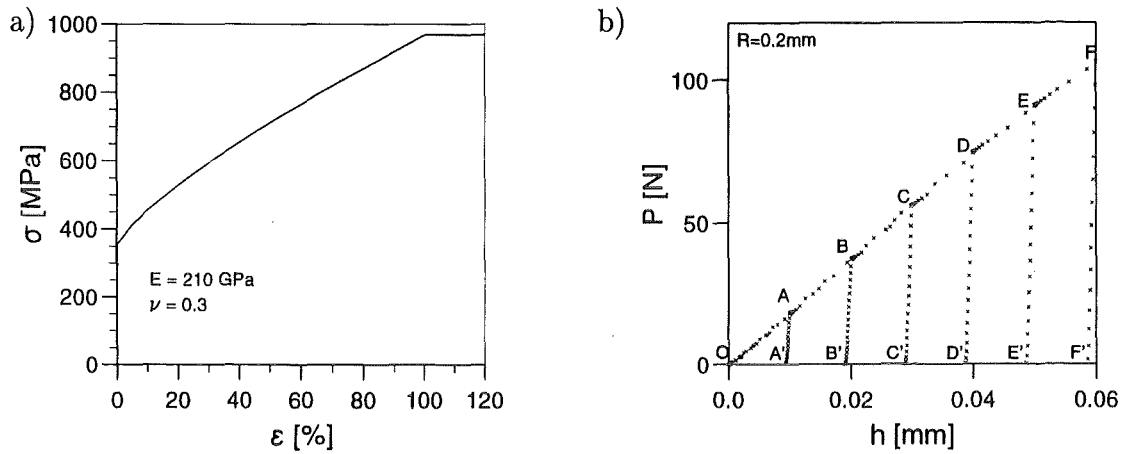 a)
1000
800
600
400
200
0
σ [MPa]
E = 210 GPa
ν = 0.3
0 20 40 60 80 100 120
ε [%]
b)
R=0.2mm
100
50
0
P [N]
O A B C D E F
A' B' C' D' E' F'
0.00 0.02 0.04 0.06
h [mm]